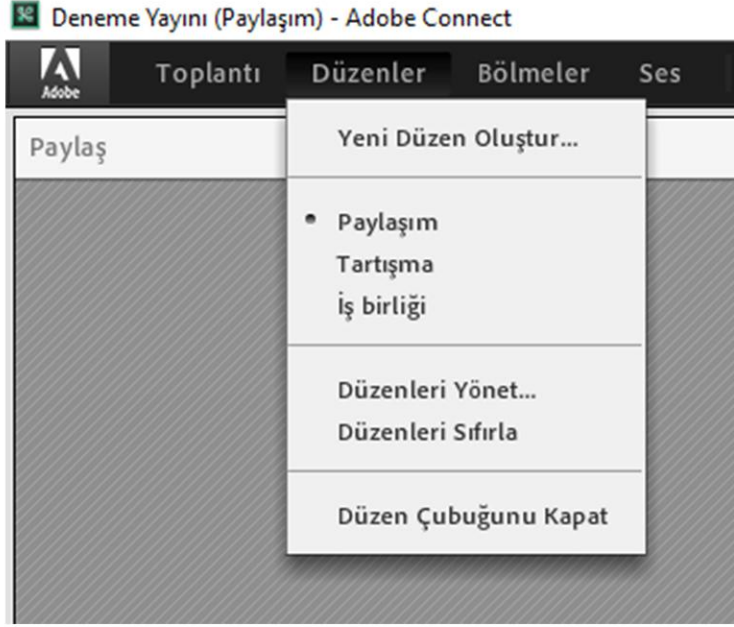 Deneme Yayını (Paylaşım) - Adobe Connect
Adobe Toplantı Düzenler Bölmeler Ses
Paylaş
Yeni Düzen Oluştur...
Paylaşım
Tartışma
İş birliği
Düzenleri Yönet...
Düzenleri Sıfırla
Düzen Çubuğunu Kapat